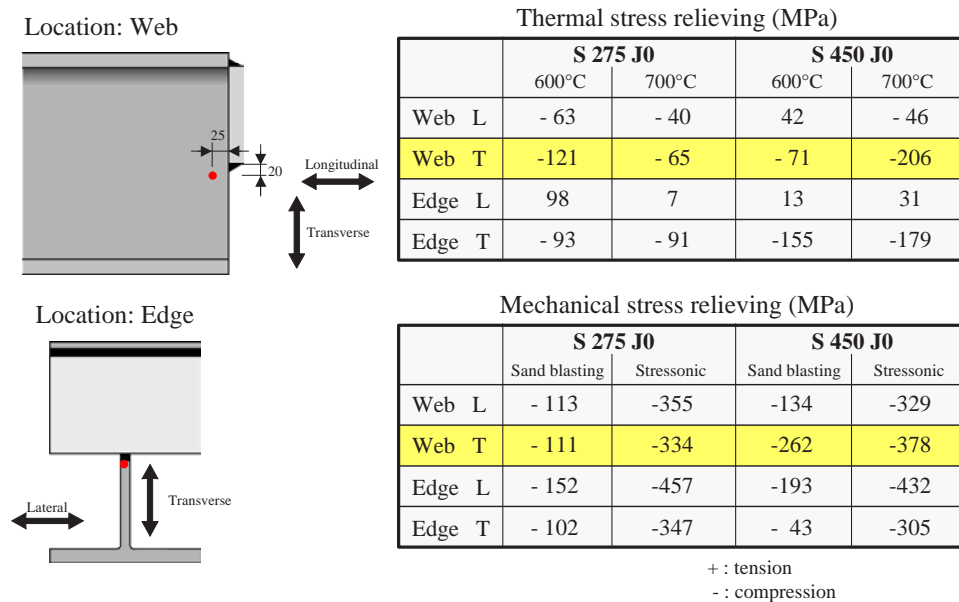 Location: Web
25
20
Longitudinal
Transverse
Thermal stress relieving (MPa)
S 275 J0 S 450 J0
600°C 700°C 600°C 700°C
Web L - 63 - 40 42 - 46
Web T -121 - 65 - 71 -206
Edge L 98 7 13 31
Edge T - 93 - 91 -155 -179
Location: Edge
Lateral
Transverse
Mechanical stress relieving (MPa)
S 275 J0 S 450 J0
Sand blasting Stressonic Sand blasting Stressonic
Web L - 113 -355 -134 -329
Web T - 111 -334 -262 -378
Edge L - 152 -457 -193 -432
Edge T - 102 -347 - 43 -305
+ : tension
- : compression